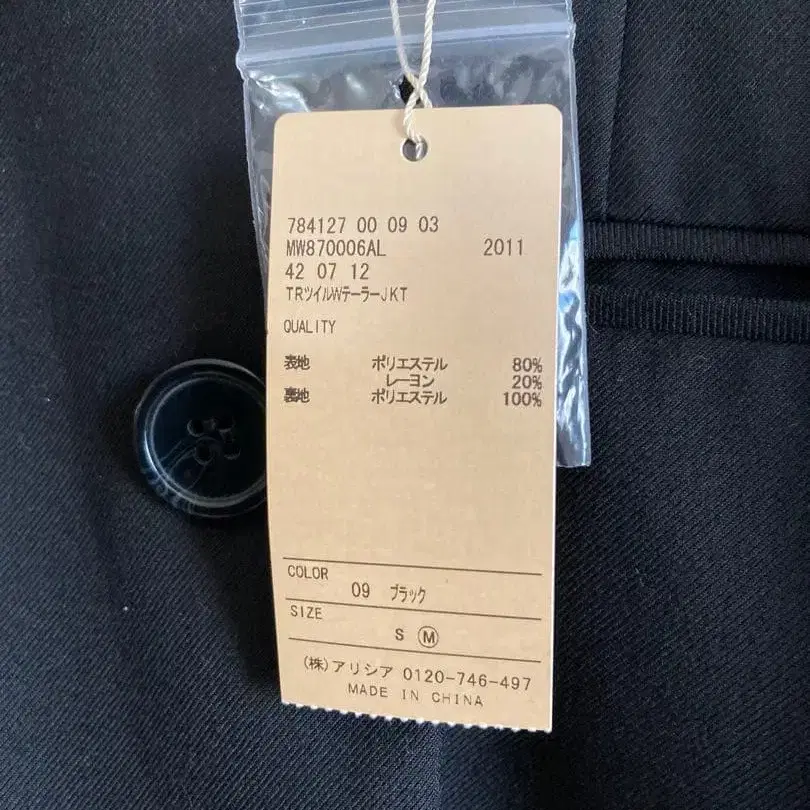 784127 00 09 03
MW870006AL 2011
42 07 12
TRツイルWテーラーJKT
QUALITY
表地 ポリエステル 80%
レーヨン 20%
裏地 ポリエステル 100%
COLOR
09 ブラック
SIZE
S Ⓜ
(株)アリシア 0120-746-497
MADE IN CHINA